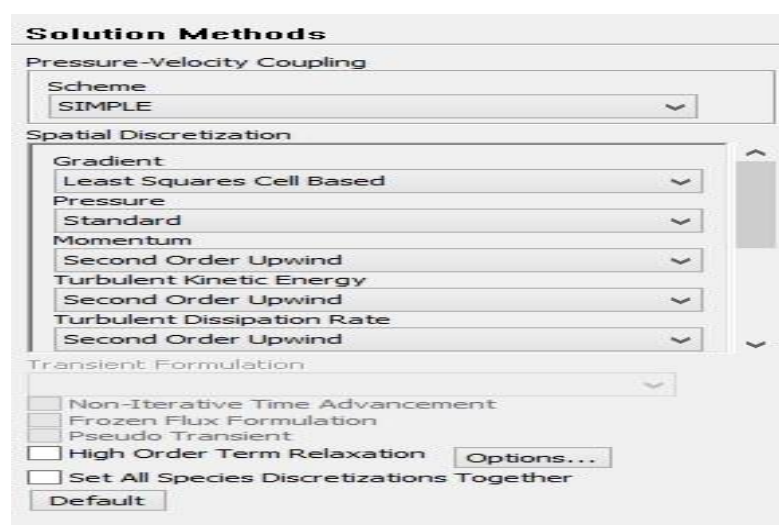 Solution Methods
Pressure-Velocity Coupling
Scheme
SIMPLE
Spatial Discretization
Gradient
Least Squares Cell Based
Pressure
Standard
Momentum
Second Order Upwind
Turbulent Kinetic Energy
Second Order Upwind
Turbulent Dissipation Rate
Second Order Upwind
Transient Formulation
Non-Iterative Time Advancement
Frozen Flux Formulation
Pseudo Transient
High Order Term Relaxation Options...
Set All Species Discretizations Together
Default